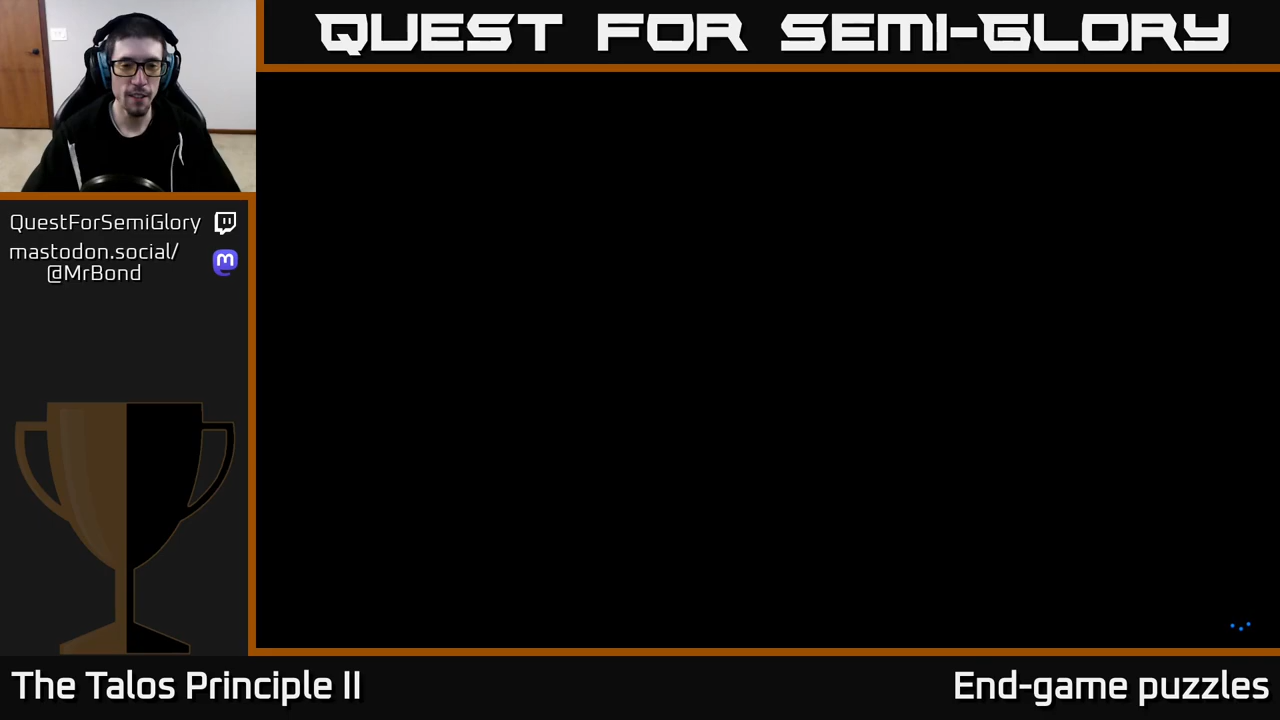 QUEST FOR SEMI-GLORY
QuestForSemiGlory
mastodon.social/
@MrBond
The Talos Principle II
End-game puzzles